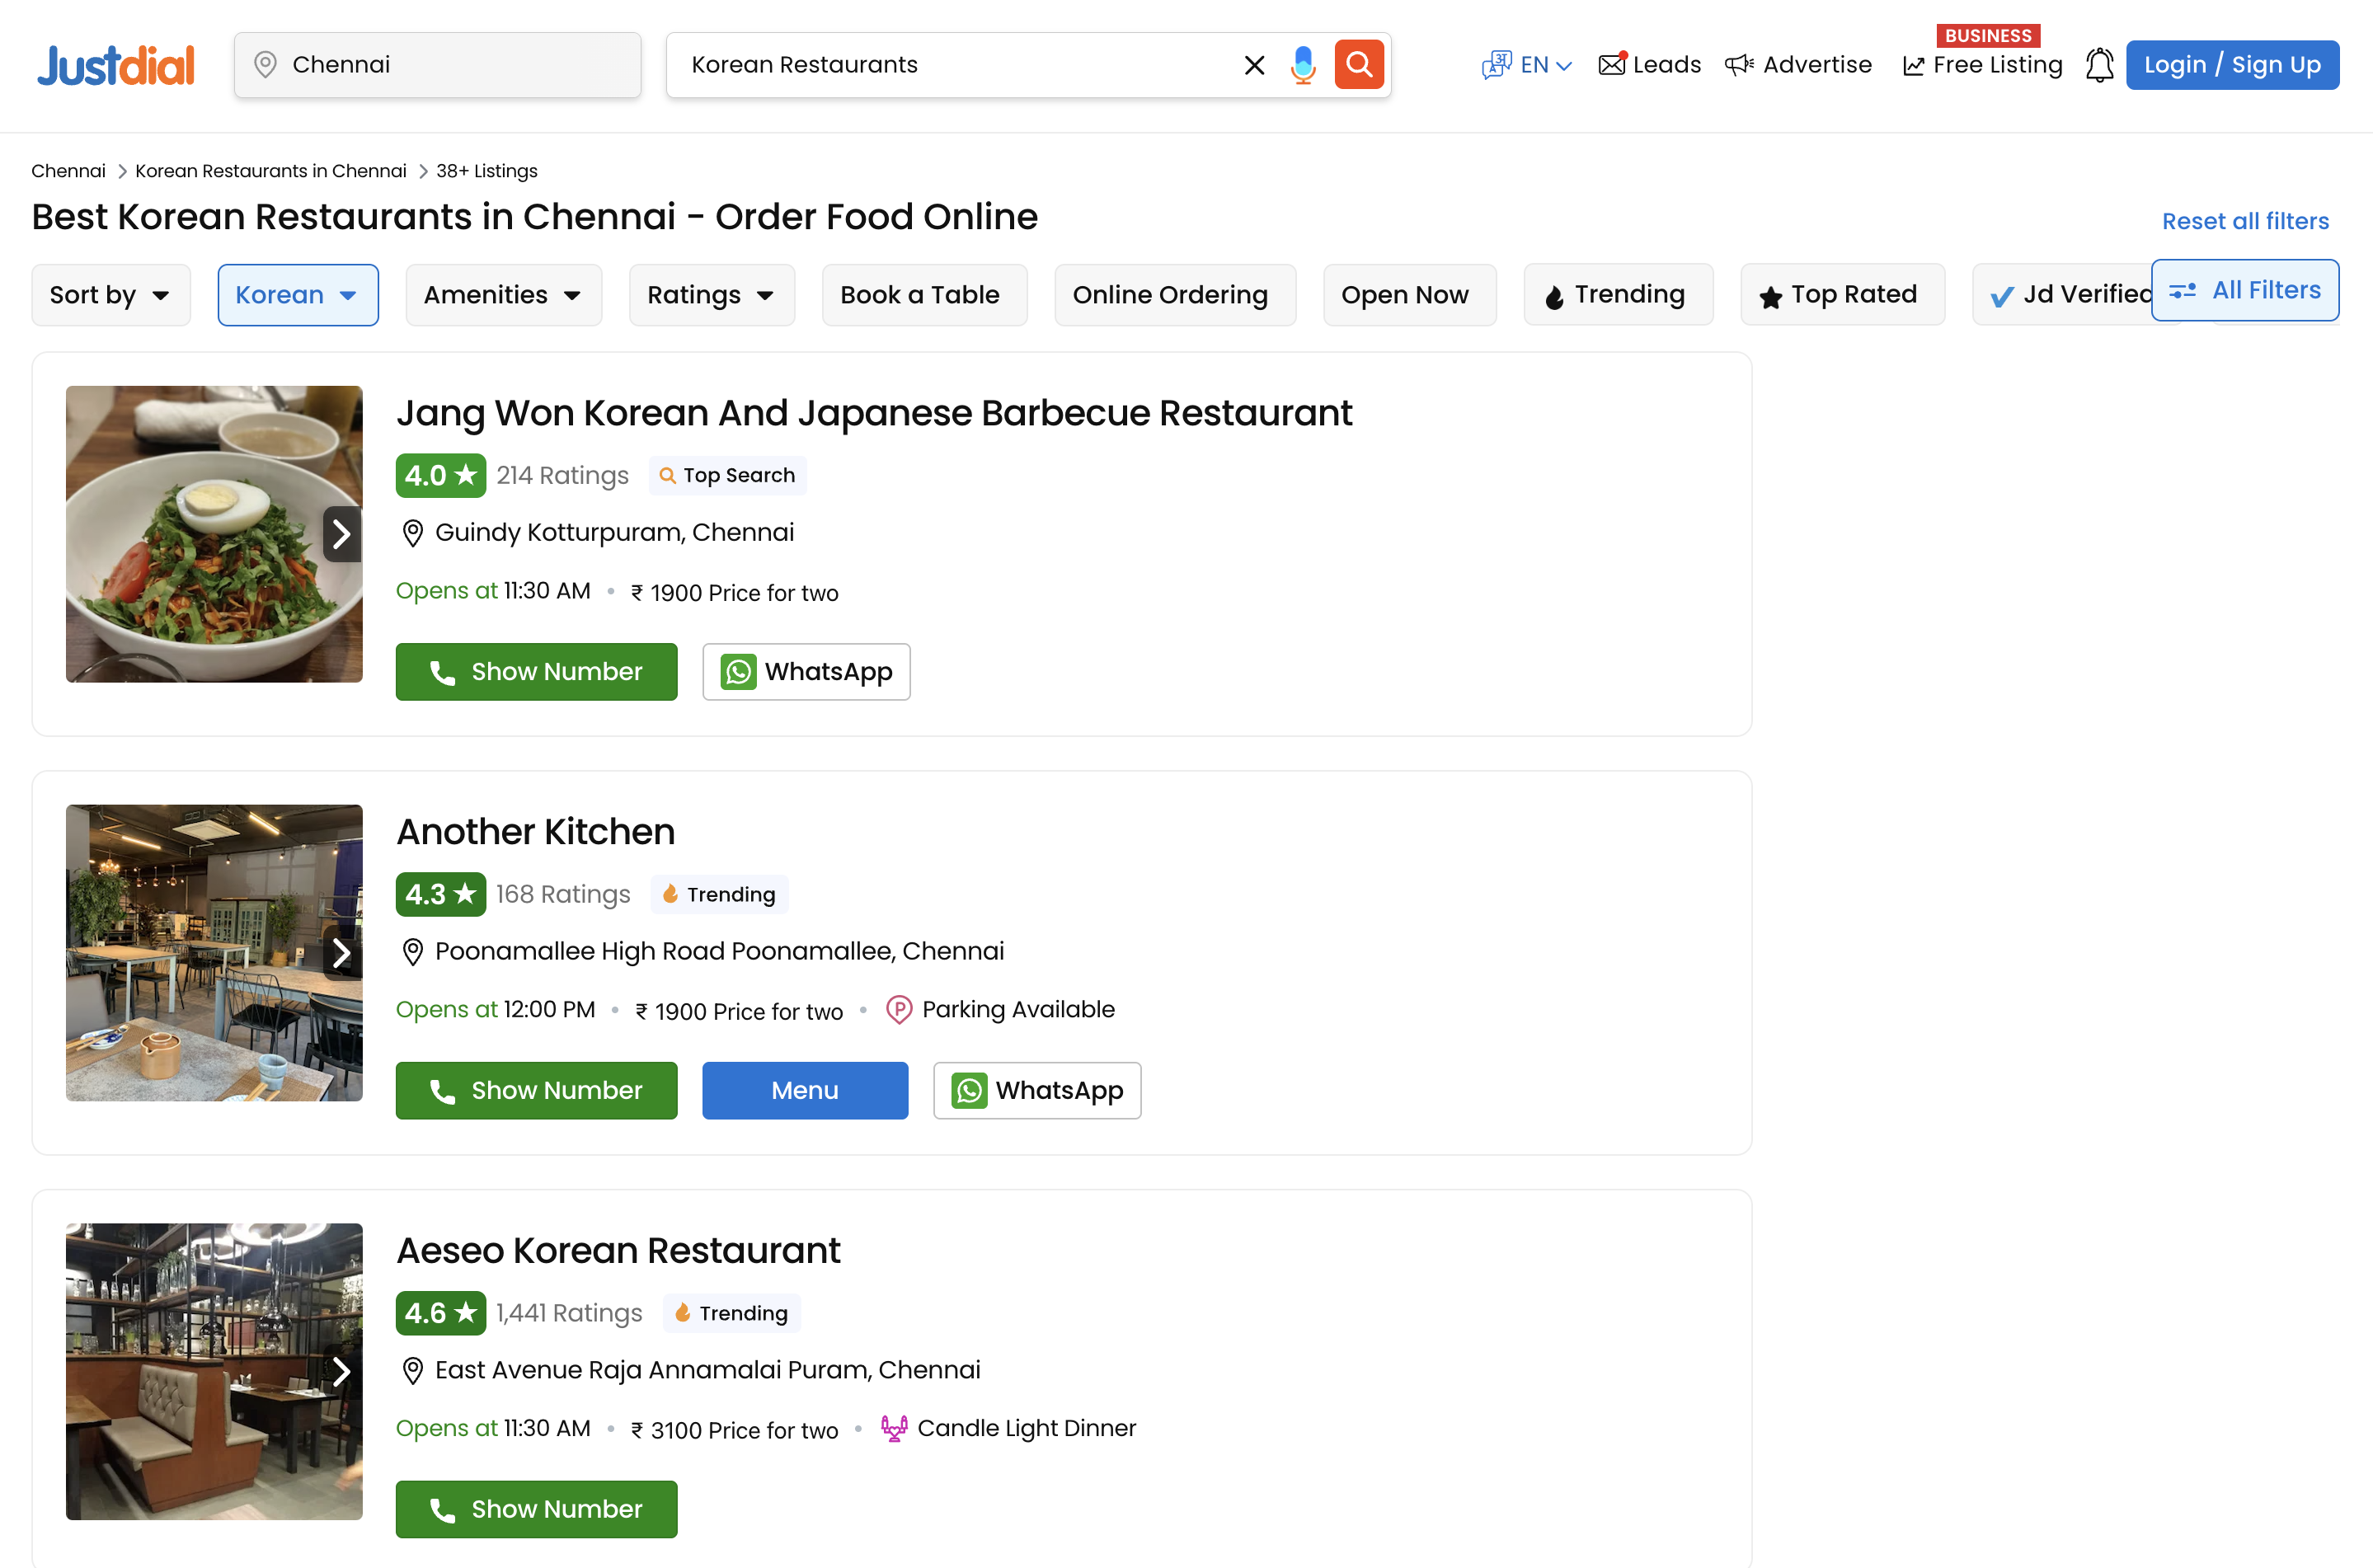 Justdial
Chennai
Korean Restaurants
EN
Leads
Advertise
BUSINESS
Free Listing
Login / Sign Up
Chennai > Korean Restaurants in Chennai > 38+ Listings
Best Korean Restaurants in Chennai - Order Food Online
Reset all filters
Sort by
Korean
Amenities
Ratings
Book a Table
Online Ordering
Open Now
Trending
Top Rated
Jd Verified
All Filters
Jang Won Korean And Japanese Barbecue Restaurant
4.0 ★ 214 Ratings Top Search
Guindy Kotturpuram, Chennai
Opens at 11:30 AM • ₹ 1900 Price for two
Show Number WhatsApp
Another Kitchen
4.3 ★ 168 Ratings Trending
Poonamallee High Road Poonamallee, Chennai
Opens at 12:00 PM • ₹ 1900 Price for two • P Parking Available
Show Number Menu WhatsApp
Aeseo Korean Restaurant
4.6 ★ 1,441 Ratings Trending
East Avenue Raja Annamalai Puram, Chennai
Opens at 11:30 AM • ₹ 3100 Price for two • Candle Light Dinner
Show Number